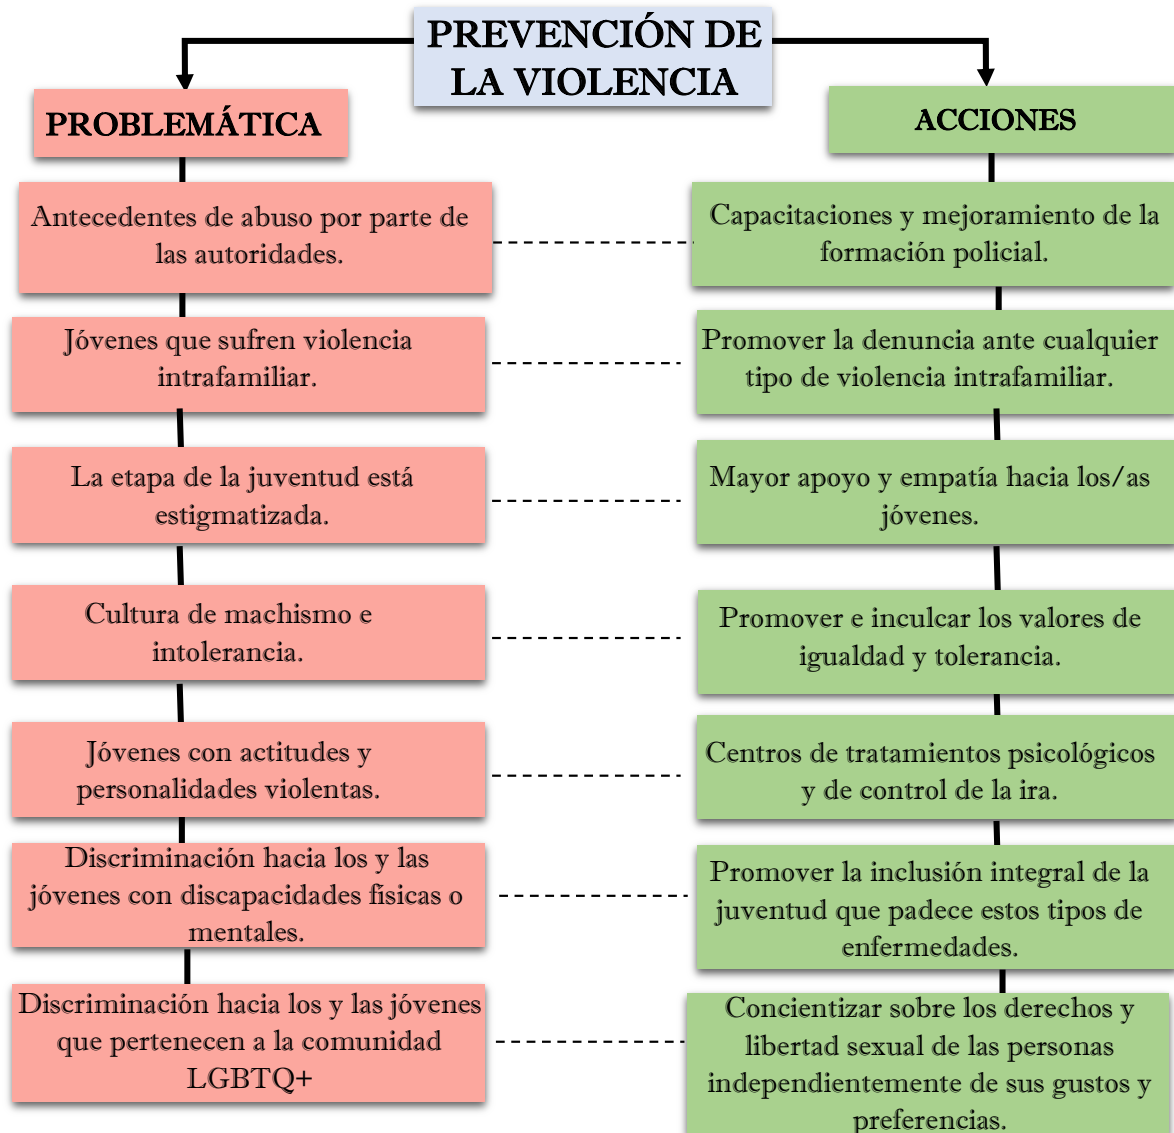 PREVENCIÓN DE
LA VIOLENCIA
PROBLEMÁTICA
Antecedentes de abuso por parte de
las autoridades.
Jóvenes que sufren violencia
intrafamiliar.
La etapa de la juventud está
estigmatizada.
Cultura de machismo e
intolerancia.
Jóvenes con actitudes y
personalidades violentas.
Discriminación hacia los y las
jóvenes con discapacidades físicas o
mentales.
Discriminación hacia los y las jóvenes
que pertenecen a la comunidad
LGBTQ+
ACCIONES
Capacitaciones y mejoramiento de la
formación policial.
Promover la denuncia ante cualquier
tipo de violencia intrafamiliar.
Mayor apoyo y empatía hacia los/as
jóvenes.
Promover e inculcar los valores de
igualdad y tolerancia.
Centros de tratamientos psicológicos
y de control de la ira.
Promover la inclusión integral de la
juventud que padece estos tipos de
enfermedades.
Concientizar sobre los derechos y
libertad sexual de las personas
independientemente de sus gustos y
preferencias.